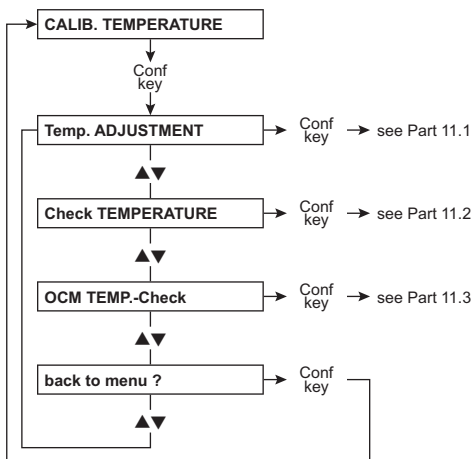 CALIB. TEMPERATURE
Conf
key
Temp. ADJUSTMENT
Conf
key
see Part 11.1
▲▼
Check TEMPERATURE
Conf
key
see Part 11.2
▲▼
OCM TEMP.-Check
Conf
key
see Part 11.3
▲▼
back to menu ?
Conf
key
▲▼